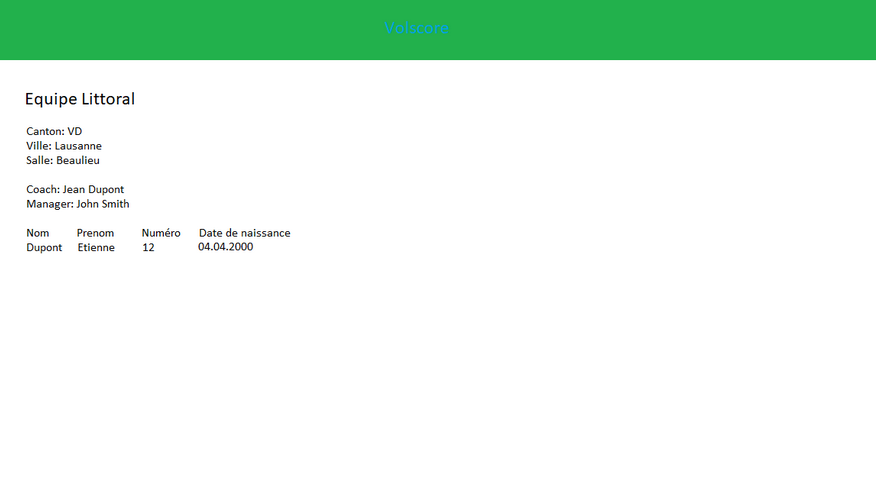 Volscore
Equipe Littoral
Canton: VD
Ville: Lausanne
Salle: Beaulieu
Coach: Jean Dupont
Manager: John Smith
Nom Prenom Numéro Date de naissance
Dupont Etienne 12 04.04.2000